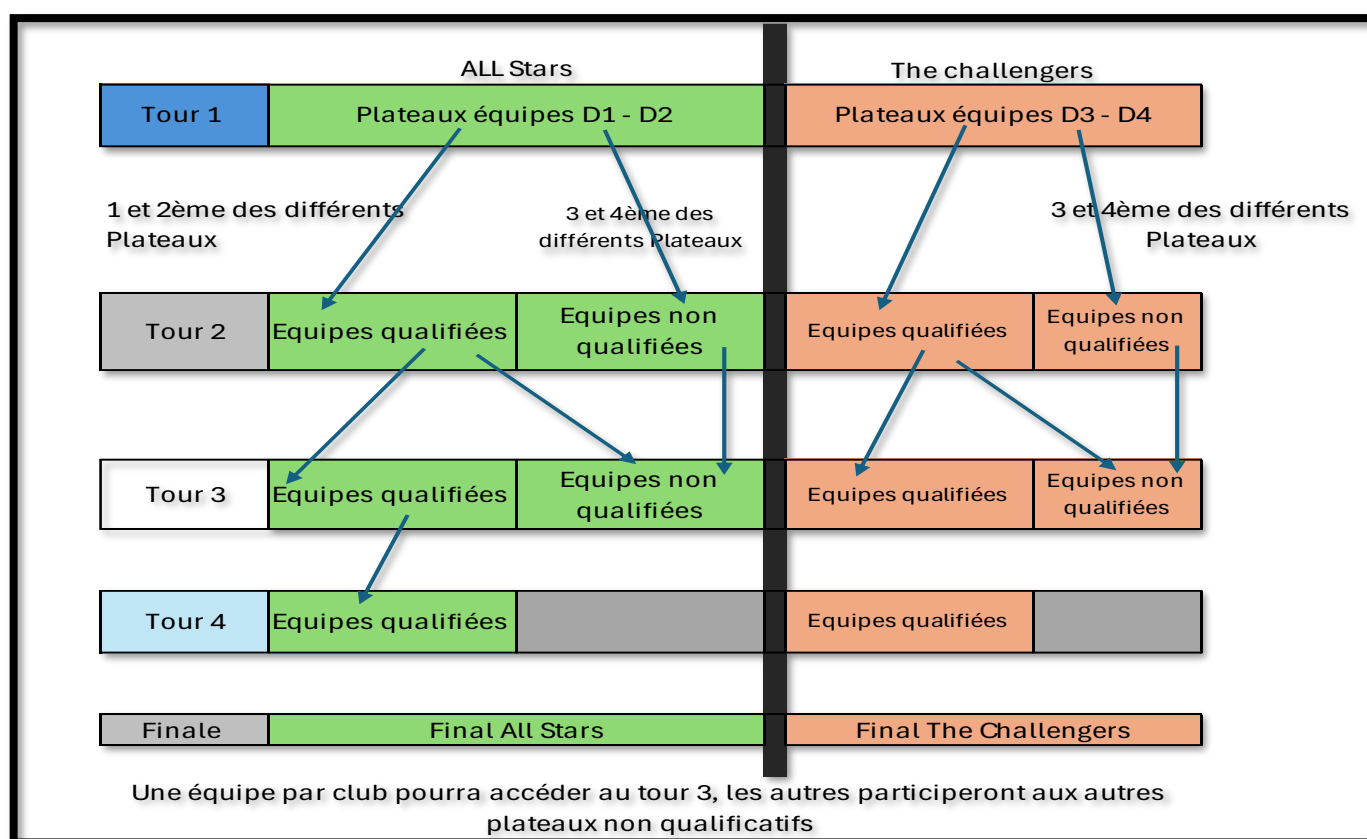 ALL Stars
The challengers
Tour 1
Plateaux équipes D1 - D2
Plateaux équipes D3 - D4
1 et 2ème des différents
Plateaux
3 et 4ème des
différents Plateaux
3 et 4ème des différents
Plateaux
Tour 2
Equipes qualifiées
Equipes non
qualifiées
Equipes qualifiées
Equipes non
qualifiées
Tour 3
Equipes qualifiées
Equipes non
qualifiées
Equipes qualifiées
Equipes non
qualifiées
Tour 4
Equipes qualifiées
Equipes qualifiées
Finale
Final All Stars
Final The Challengers
Une équipe par club pourra accéder au tour 3, les autres participeront aux autres
plateaux non qualificatifs